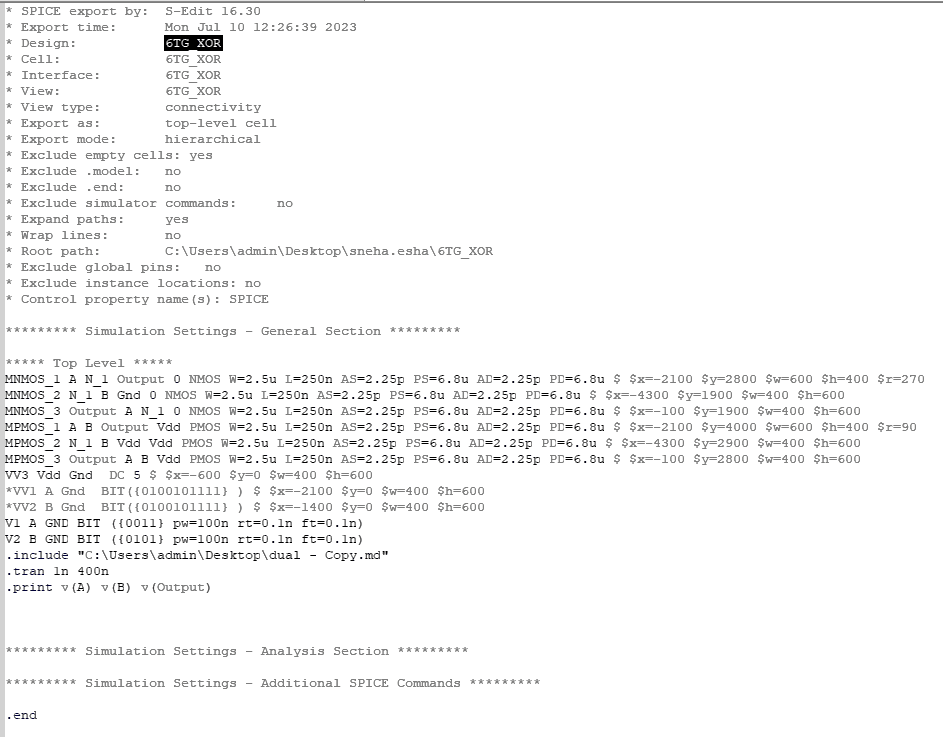 * SPICE export by:  S-Edit 16.30
* Export time:      Mon Jul 10 12:26:39 2023
* Design:           6TG_XOR
* Cell:             6TG_XOR
* Interface:        6TG_XOR
* View:             6TG_XOR
* View type:        connectivity
* Export as:        top-level cell
* Export mode:      hierarchical
* Exclude empty cells: yes
* Exclude .model:   no
* Exclude .end:     no
* Exclude simulator commands:     no
* Expand paths:     yes
* Wrap lines:       no
* Root path:        C:\Users\admin\Desktop\sneha.esha\6TG_XOR
* Exclude global pins:   no
* Exclude instance locations: no
* Control property name(s): SPICE
********* Simulation Settings - General Section *********
***** Top Level *****
MNMOS_1 A N_1 Output 0 NMOS W=2.5u L=250n AS=2.25p PS=6.8u AD=2.25p PD=6.8u $ $x=-2100 $y=2800 $w=600 $h=400 $r=270
MNMOS_2 N_1 B Gnd 0 NMOS W=2.5u L=250n AS=2.25p PS=6.8u AD=2.25p PD=6.8u $ $x=-4300 $y=1900 $w=400 $h=600
MNMOS_3 Output A N_1 0 NMOS W=2.5u L=250n AS=2.25p PS=6.8u AD=2.25p PD=6.8u $ $x=-100 $y=1900 $w=400 $h=600
MPMOS_1 A B Output Vdd PMOS W=2.5u L=250n AS=2.25p PS=6.8u AD=2.25p PD=6.8u $ $x=-2100 $y=4000 $w=600 $h=400 $r=90
MPMOS_2 N_1 B Vdd Vdd PMOS W=2.5u L=250n AS=2.25p PS=6.8u AD=2.25p PD=6.8u $ $x=-4300 $y=2900 $w=400 $h=600
MPMOS_3 Output A B Vdd PMOS W=2.5u L=250n AS=2.25p PS=6.8u AD=2.25p PD=6.8u $ $x=-100 $y=2800 $w=400 $h=600
VV3 Vdd Gnd  DC 5 $ $x=-600 $y=0 $w=400 $h=600
*VV1 A Gnd  BIT({0100101111} ) $ $x=-2100 $y=0 $w=400 $h=600
*VV2 B Gnd  BIT({0100101111} ) $ $x=-1400 $y=0 $w=400 $h=600
V1 A GND BIT ({0011} pw=100n rt=0.1n ft=0.1n)
V2 B GND BIT ({0101} pw=100n rt=0.1n ft=0.1n)
.include "C:\Users\admin\Desktop\dual - Copy.md"
.tran 1n 400n
.print v(A) v(B) v(Output)
********* Simulation Settings - Analysis Section *********
********* Simulation Settings - Additional SPICE Commands *********
.end